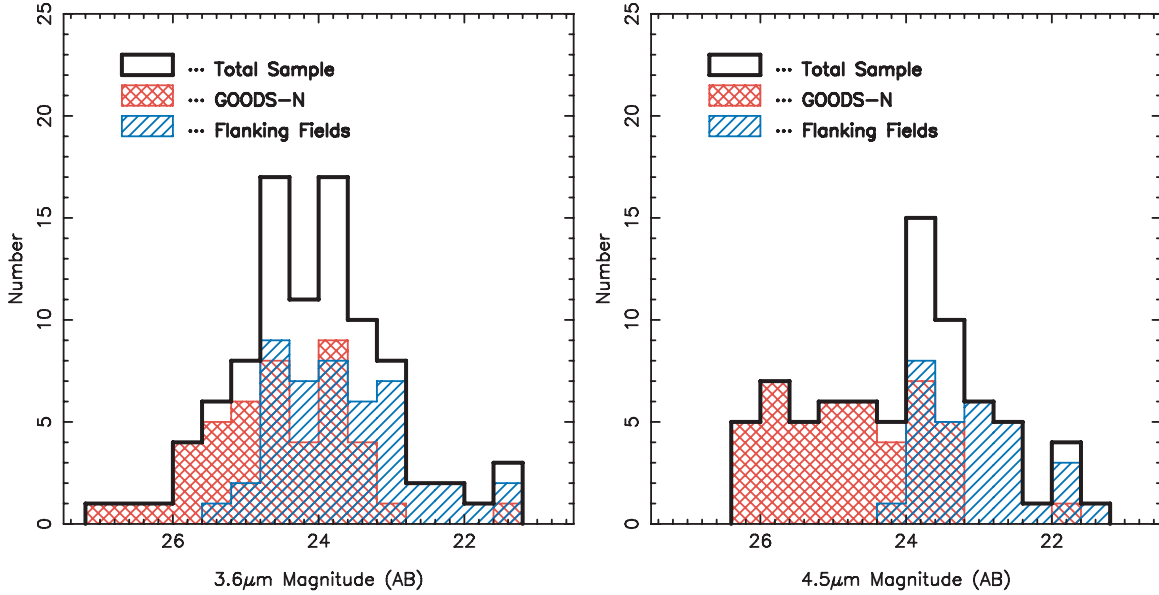 25
20
15
10
5
0
Number
··· Total Sample
··· GOODS-N
··· Flanking Fields
26 24 22
3.6μm Magnitude (AB)
25
20
15
10
5
0
Number
··· Total Sample
··· GOODS-N
··· Flanking Fields
26 24 22
4.5μm Magnitude (AB)